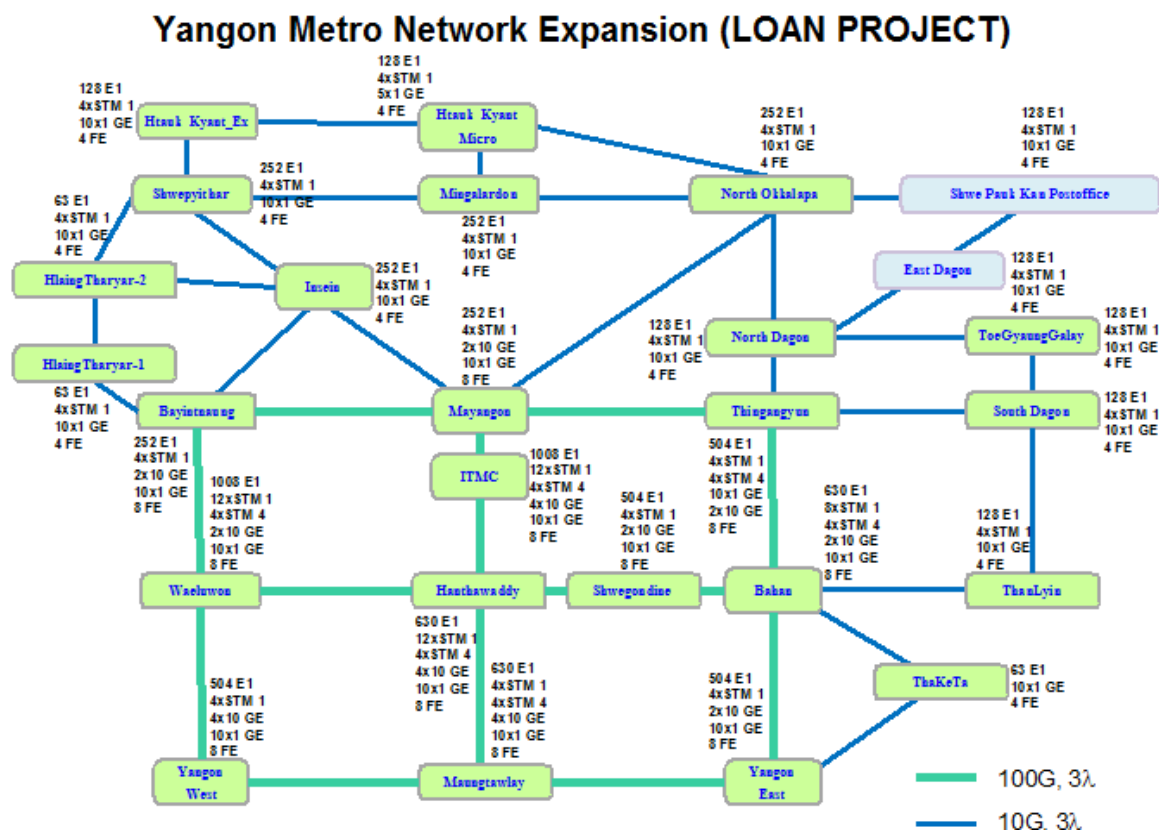 Yangon Metro Network Expansion (LOAN PROJECT)
128 E1
4xSTM 1
5x1 GE
4 FE
128 E1
4xSTM 1
10x1 GE
4 FE
252 E1
4xSTM 1
10x1 GE
4 FE
128 E1
4xSTM 1
10x1 GE
4 FE
Htauk Kyant_Ex
Htauk Kyant
Micro
252 E1
4xSTM 1
10x1 GE
4 FE
Shwepyithar
Mingalardon
North Okkalapa
Shwe Pauk Kan Postoffice
63 E1
4xSTM 1
10x1 GE
4 FE
252 E1
4xSTM 1
10x1 GE
4 FE
HlaingTharyar-2
Insein
252 E1
4xSTM 1
10x1 GE
4 FE
East Dagon
128 E1
4xSTM 1
10x1 GE
4 FE
252 E1
4xSTM 1
2x10 GE
10x1 GE
8 FE
128 E1
4xSTM 1
10x1 GE
4 FE
North Dagon
ToeGyaungGalay
128 E1
4xSTM 1
10x1 GE
4 FE
HlaingTharyar-1
63 E1
4xSTM 1
10x1 GE
4 FE
Bayintnaung
Mayangon
Thingangyun
South Dagon
128 E1
4xSTM 1
10x1 GE
4 FE
252 E1
4xSTM 1
2x10 GE
10x1 GE
8 FE
1008 E1
12xSTM 1
4xSTM 4
2x10 GE
10x1 GE
8 FE
ITMC
1008 E1
12xSTM 1
4xSTM 4
4x10 GE
10x1 GE
8 FE
504 E1
4xSTM 1
2x10 GE
10x1 GE
8 FE
504 E1
4xSTM 1
4xSTM 4
10x1 GE
2x10 GE
8 FE
630 E1
8xSTM 1
4xSTM 4
2x10 GE
10x1 GE
8 FE
128 E1
4xSTM 1
10x1 GE
4 FE
Waeluwon
Hanthawaddy
Shwegondine
Bahan
ThanLyin
630 E1
12xSTM 1
4xSTM 4
4x10 GE
10x1 GE
8 FE
630 E1
4xSTM 1
4xSTM 4
4x10 GE
10x1 GE
8 FE
504 E1
4xSTM 1
4x10 GE
10x1 GE
8 FE
504 E1
4xSTM 1
2x10 GE
10x1 GE
8 FE
ThaKeTa
63 E1
10x1 GE
4 FE
Yangon
West
Maungtawlay
Yangon
East
100G, 3λ
10G, 3λ